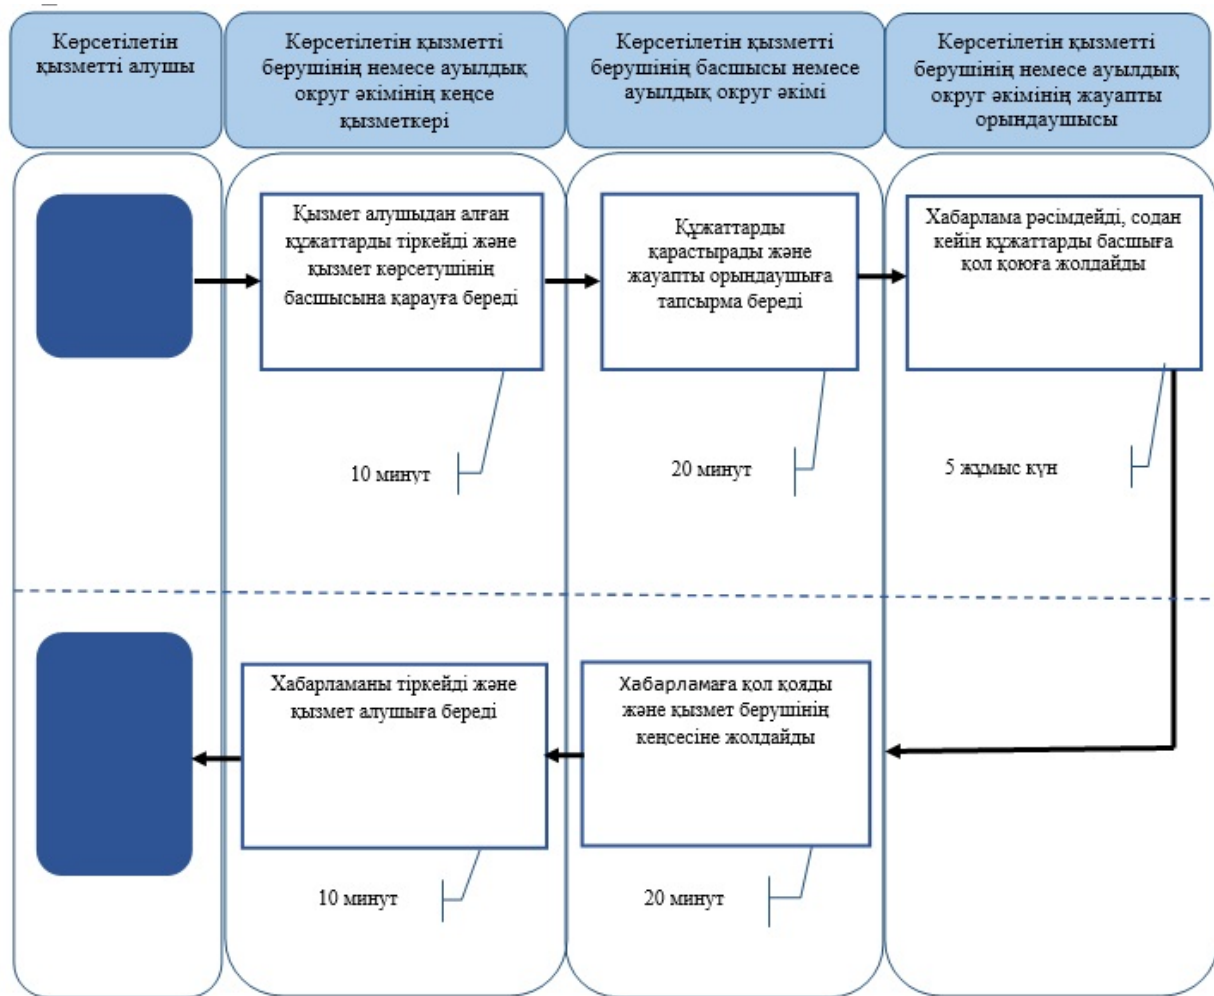 Көрсетілетін
қызметті алушы
Көрсетілетін қызметті
берушінің немесе ауылдық
округ әкімінің кеңсе
қызметкері
Көрсетілетін қызметті
берушінің басшысы немесе
ауылдық округ әкімі
Көрсетілетін қызметті
берушінің немесе ауылдық
округ әкімінің жауапты
орындаушысы
Қызмет алушыдан алған
құжаттарды тіркейді және
қызмет көрсетушінің
басшысына қарауға береді
Құжаттарды
қарастырады және
жауапты орындаушыға
тапсырма береді
Хабарлама рәсімдейді, содан
кейін құжаттарды басшыға
қол қоюға жолдайды
10 минут
20 минут
5 жұмыс күн
Хабарламаны тіркейді және
қызмет алушыға береді
Хабарламаға қол қояды
және қызмет берушінің
кеңсесіне жолдайды
10 минут
20 минут